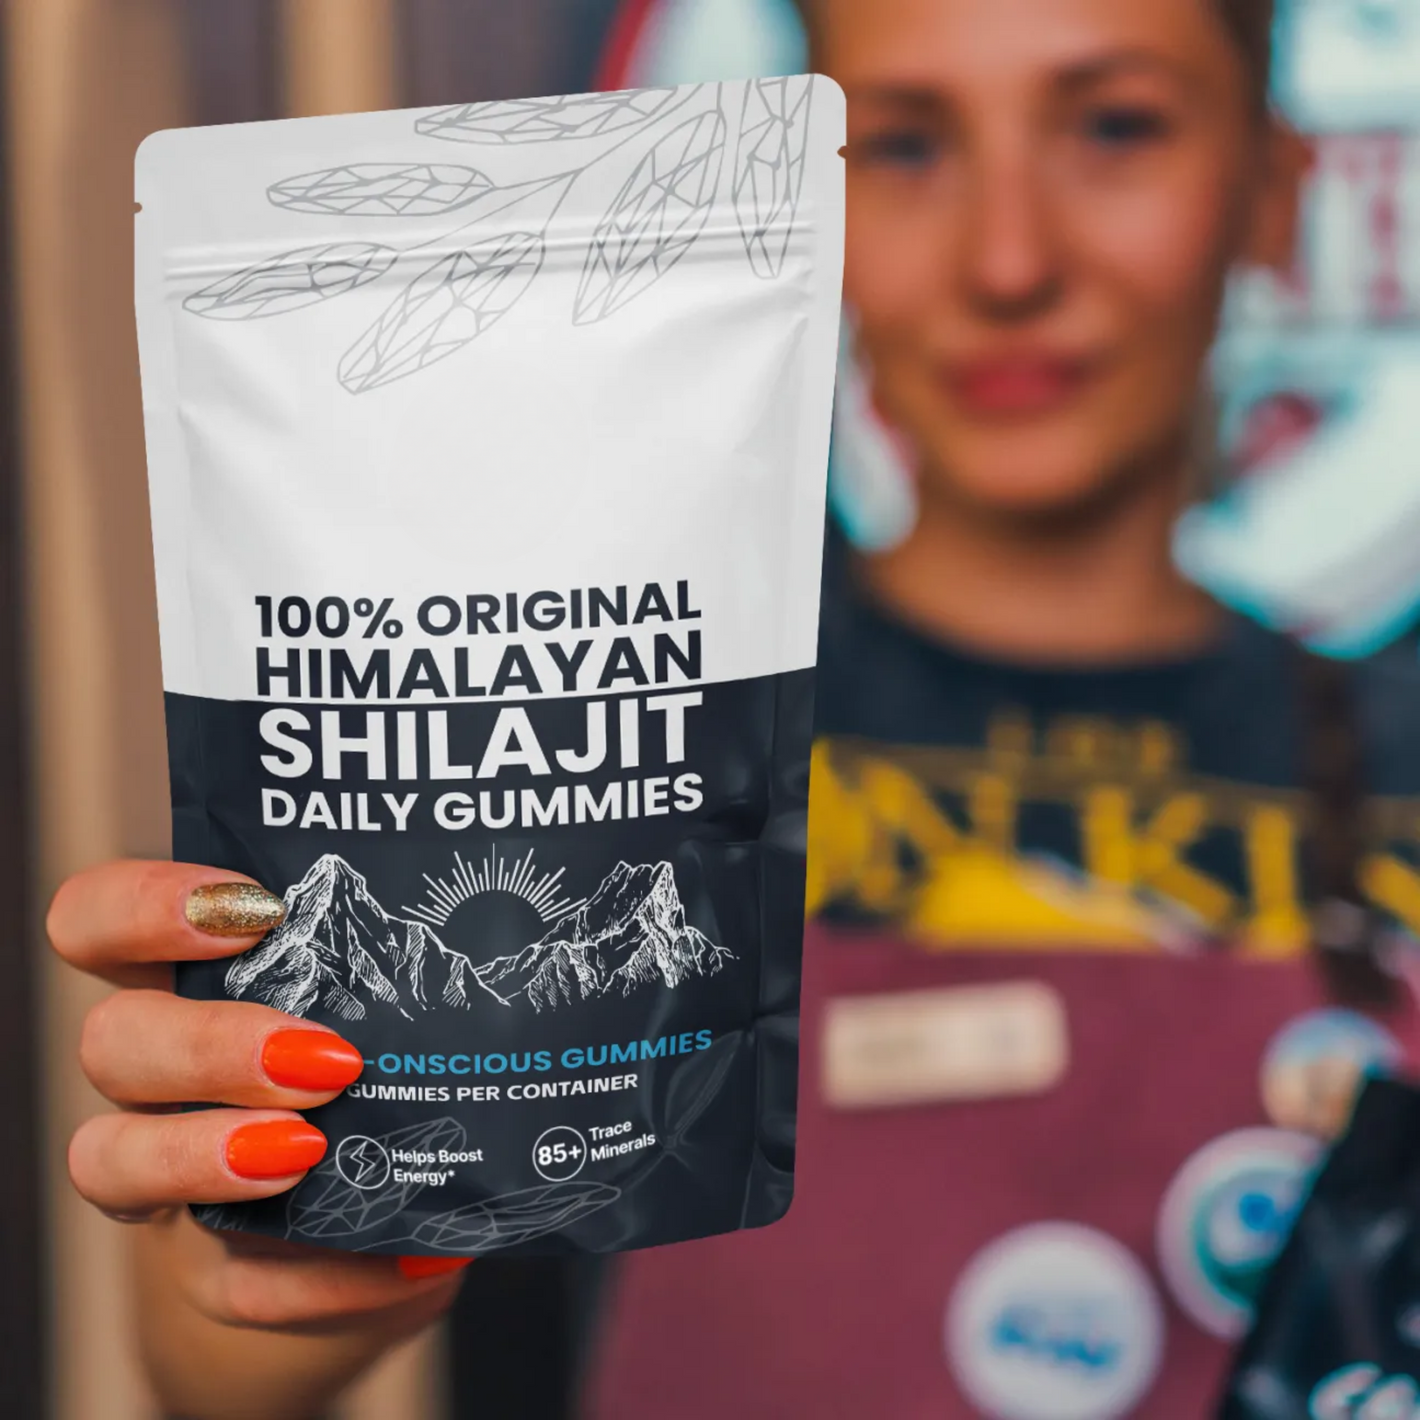 100% ORIGINAL
HIMALAYAN
SHILAJIT
DAILY GUMMIES
-ONSCIOUS GUMMIES
GUMMIES PER CONTAINER
Helps Boost
Energy*
85+
Trace
Minerals